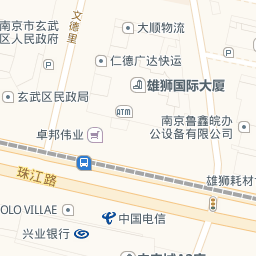 南京市玄武
区人民政府
文德里
大顺物流
仁德广达快运
雄狮国际大厦
玄武区民政局
ATM
南京鲁鑫皖办
公设备有限公司
卓邦伟业
珠江路
雄狮耗材
OLO VILLAE
中国电信
兴业银行